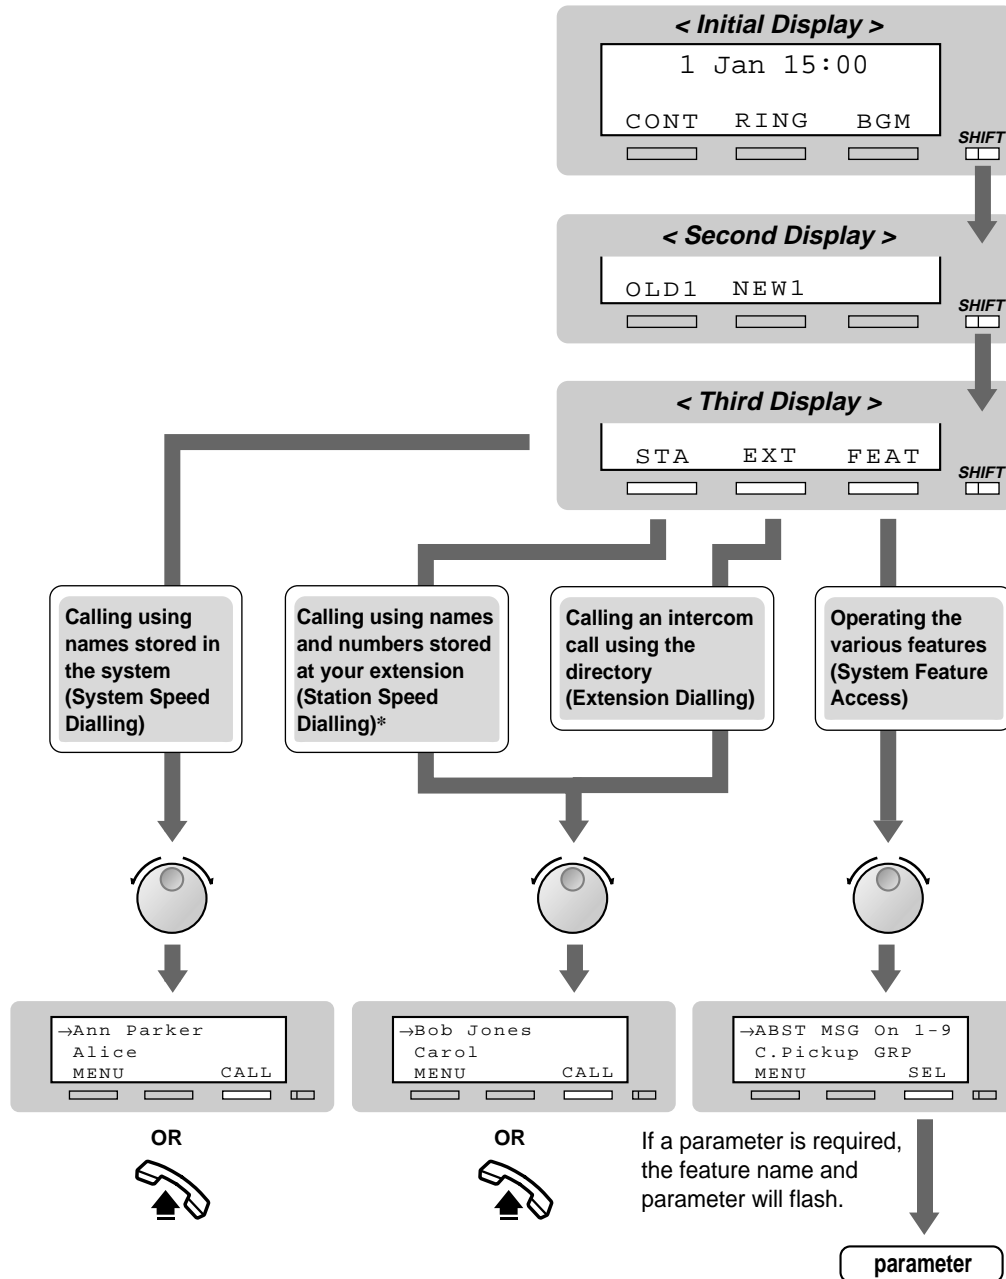 < Initial Display >
1 Jan 15:00
CONT RING BGM
SHIFT
< Second Display >
OLD1 NEW1
SHIFT
< Third Display >
STA EXT FEAT
SHIFT
Calling using
names stored in
the system
(System Speed
Dialling)
Calling using names
and numbers stored
at your extension
(Station Speed
Dialling)*
Calling an intercom
call using the
directory
(Extension Dialling)
Operating the
various features
(System Feature
Access)
→Ann Parker
Alice
MENU CALL
→Bob Jones
Carol
MENU CALL
→ABST MSG On 1-9
C.Pickup GRP
MENU SEL
OR
OR
If a parameter is required,
the feature name and
parameter will flash.
parameter